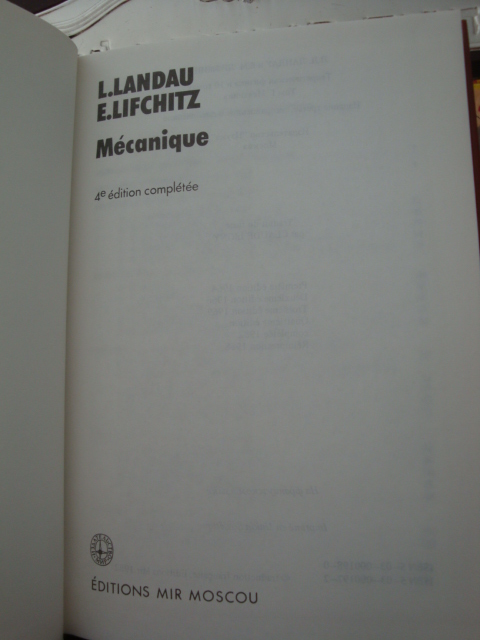 L.LANDAU
E.LIFCHITZ
Mécanique
4e édition complétée
ÉDITIONS MIR MOSCOU